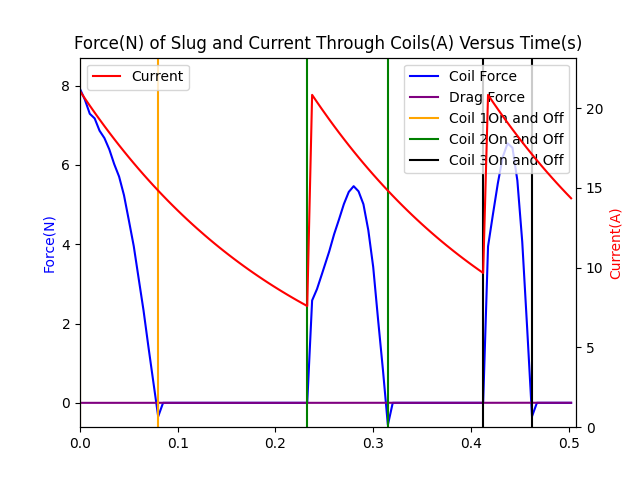 Force(N) of Slug and Current Through Coils(A) Versus Time(s)
Current
Coil Force
Drag Force
Coil 1On and Off
Coil 2On and Off
Coil 3On and Off
Force(N)
8
6
4
2
0
Current(A)
20
15
10
5
0
0.0
0.1
0.2
0.3
0.4
0.5